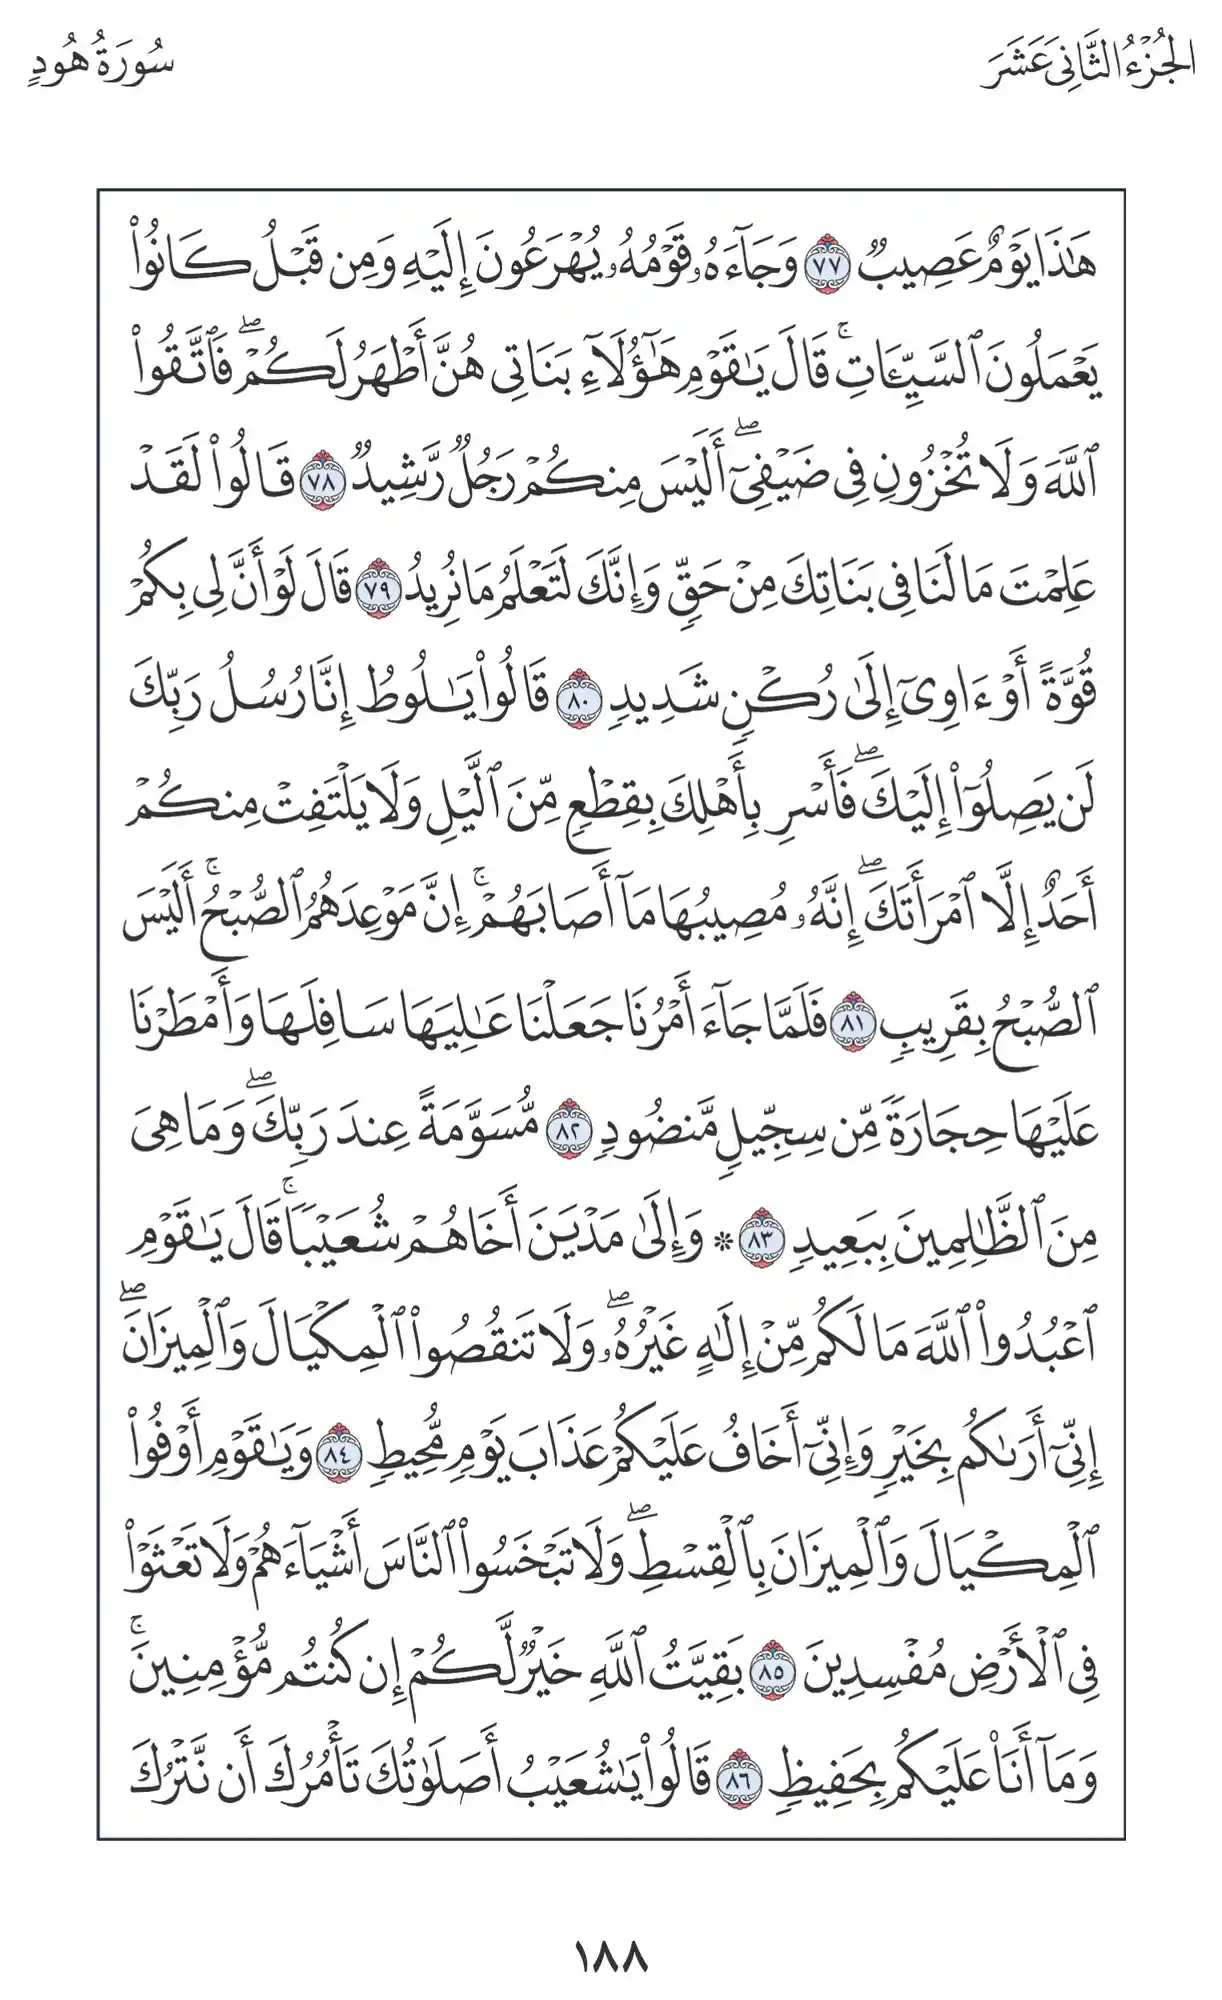 الجُزْءُ الثَّانِي عَشَرَ
سُورَةُ هُودٍ
هَٰذَا يَوْمٌ عَصِيبٌ ٧٧ وَجَآءَهُۥ قَوْمُهُۥ يُهْرَعُونَ إِلَيْهِ وَمِن قَبْلُ كَانُوا۟
يَعْمَلُونَ ٱلسَّيِّـَٔاتِ ۚ قَالَ يَٰقَوْمِ هَٰٓؤُلَآءِ بَنَاتِى هُنَّ أَطْهَرُ لَكُمْ ۖ فَٱتَّقُوا۟
ٱللَّهَ وَلَا تُخْزُونِ فِى ضَيْفِىٓ ۖ أَلَيْسَ مِنكُمْ رَجُلٌ رَّشِيدٌ ٧٨ قَالُوا۟ لَقَدْ
عَلِمْتَ مَا لَنَا فِى بَنَاتِكَ مِنْ حَقٍّ وَإِنَّكَ لَتَعْلَمُ مَا نُرِيدُ ٧٩ قَالَ لَوْ أَنَّ لِى بِكُمْ
قُوَّةً أَوْ ءَاوِىٓ إِلَىٰ رُكْنٍ شَدِيدٍ ٨٠ قَالُوا۟ يَٰلُوطُ إِنَّا رُسُلُ رَبِّكَ
لَن يَصِلُوٓا۟ إِلَيْكَ ۖ فَأَسْرِ بِأَهْلِكَ بِقِطْعٍ مِّنَ ٱلَّيْلِ وَلَا يَلْتَفِتْ مِنكُمْ
أَحَدٌ إِلَّا ٱمْرَأَتَكَ ۖ إِنَّهُۥ مُصِيبُهَا مَآ أَصَابَهُمْ ۚ إِنَّ مَوْعِدَهُمُ ٱلصُّبْحُ ۚ أَلَيْسَ
ٱلصُّبْحُ بِقَرِيبٍ ٨١ فَلَمَّا جَآءَ أَمْرُنَا جَعَلْنَا عَٰلِيَهَا سَافِلَهَا وَأَمْطَرْنَا
عَلَيْهَا حِجَارَةً مِّن سِجِّيلٍ مَّنضُودٍ ٨٢ مُّسَوَّمَةً عِندَ رَبِّكَ ۖ وَمَا هِىَ
مِنَ ٱلظَّٰلِمِينَ بِبَعِيدٍ ٨٣ * وَإِلَىٰ مَدْيَنَ أَخَاهُمْ شُعَيْبًا ۚ قَالَ يَٰقَوْمِ
ٱعْبُدُوا۟ ٱللَّهَ مَا لَكُم مِّنْ إِلَٰهٍ غَيْرُهُۥ ۖ وَلَا تَنقُصُوا۟ ٱلْمِكْيَالَ وَٱلْمِيزَانَ ۖ
إِنِّىٓ أَرَىٰكُم بِخَيْرٍ وَإِنِّىٓ أَخَافُ عَلَيْكُمْ عَذَابَ يَوْمٍ مُّحِيطٍ ٨٤ وَيَٰقَوْمِ أَوْفُوا۟
ٱلْمِكْيَالَ وَٱلْمِيزَانَ بِٱلْقِسْطِ ۖ وَلَا تَبْخَسُوا۟ ٱلنَّاسَ أَشْيَآءَهُمْ وَلَا تَعْثَوْا۟
فِى ٱلْأَرْضِ مُفْسِدِينَ ٨٥ بَقِيَّتُ ٱللَّهِ خَيْرٌ لَّكُمْ إِن كُنتُم مُّؤْمِنِينَ ۚ
وَمَآ أَنَا۠ عَلَيْكُم بِحَفِيظٍ ٨٦ قَالُوا۟ يَٰشُعَيْبُ أَصَلَوٰتُكَ تَأْمُرُكَ أَن نَّتْرُكَ
١٨٨